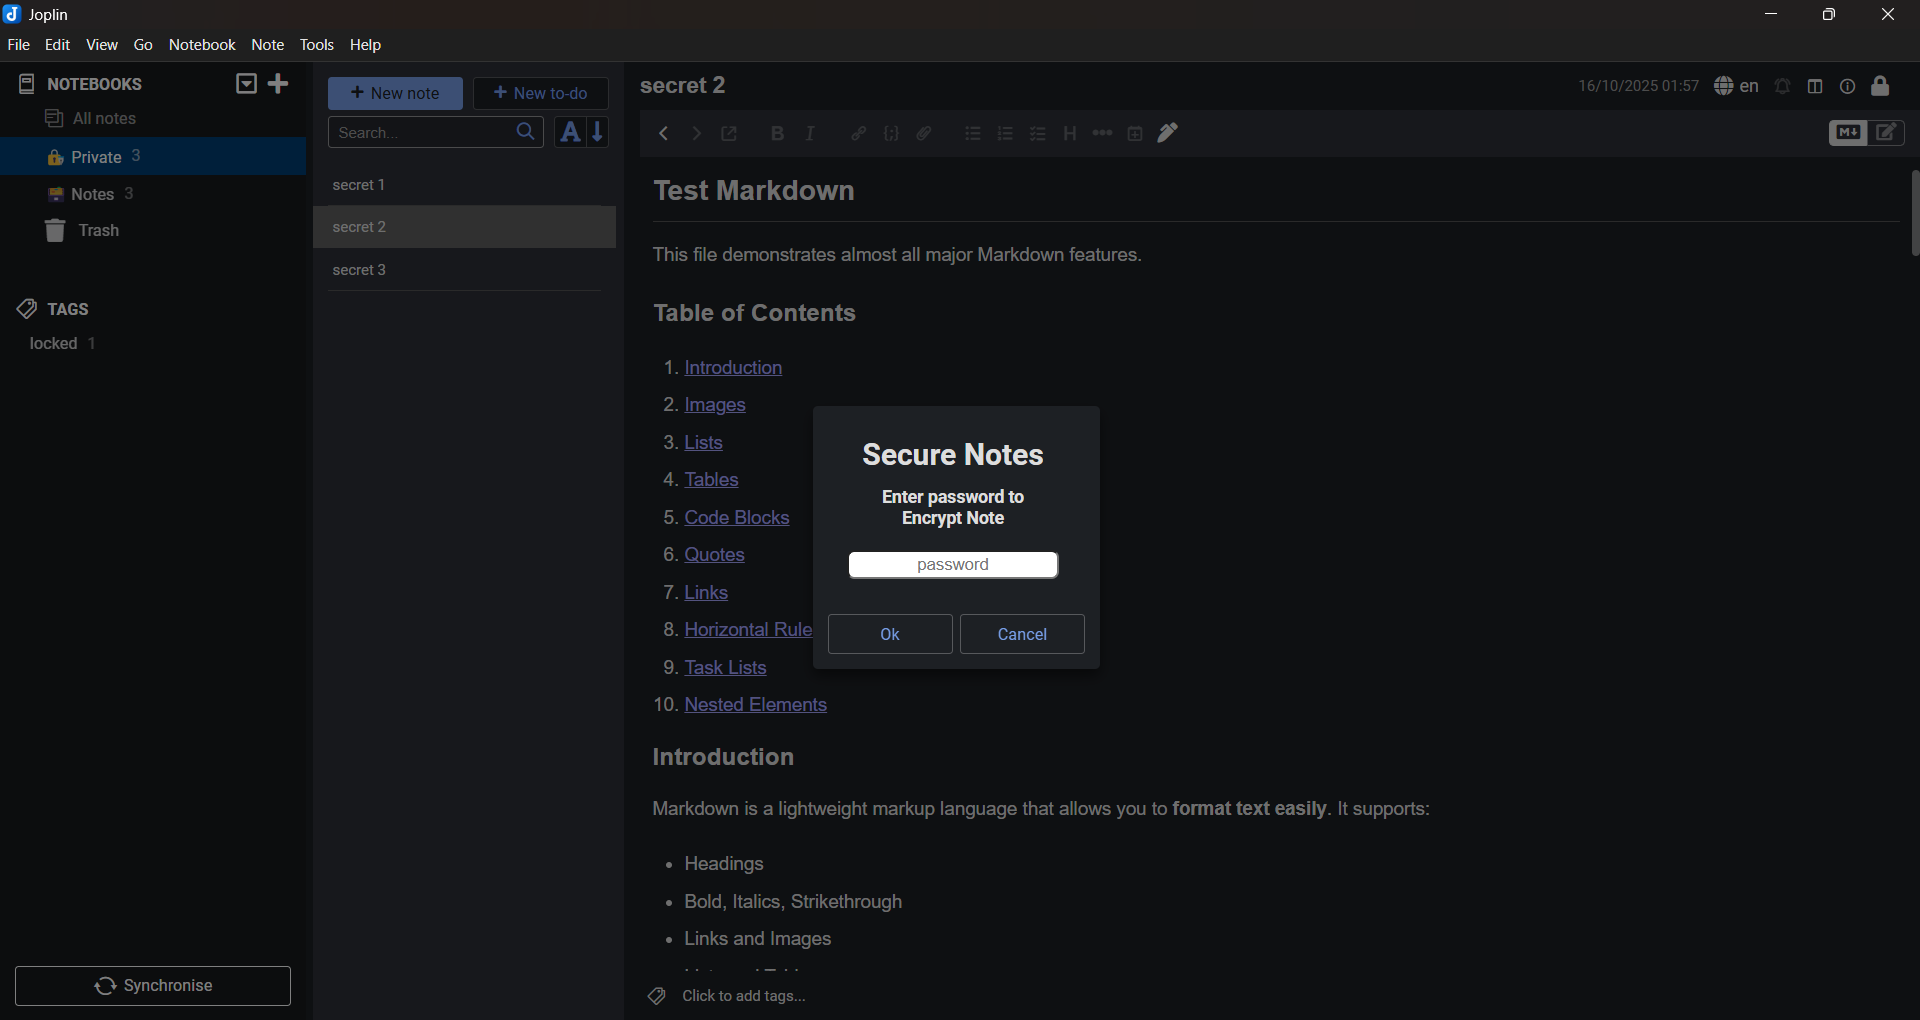 Joplin
File Edit View Go Notebook Note Tools Help
NOTEBOOKS
All notes
Private 3
Notes 3
Trash
TAGS
locked 1
Synchronise
+ New note
+ New to-do
Search...
A
secret 1
secret 2
secret 3
secret 2
16/10/2025 01:57
en
B I {;} H
M
Test Markdown
This file demonstrates almost all major Markdown features.
Table of Contents
1. Introduction
2. Images
3. Lists
4. Tables
5. Code Blocks
6. Quotes
7. Links
8. Horizontal Rule
9. Task Lists
10. Nested Elements
Introduction
Markdown is a lightweight markup language that allows you to format text easily. It supports:
• Headings
• Bold, Italics, Strikethrough
• Links and Images
Click to add tags...
Secure Notes
Enter password to
Encrypt Note
password
Ok
Cancel